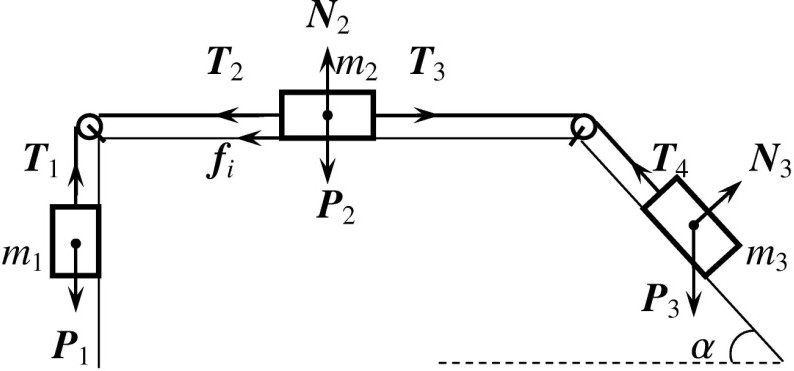 N₂
T₂ m₂ T₃
T₁ fᵢ T₄ N₃
P₂
m₁ m₃
P₃
P₁ α